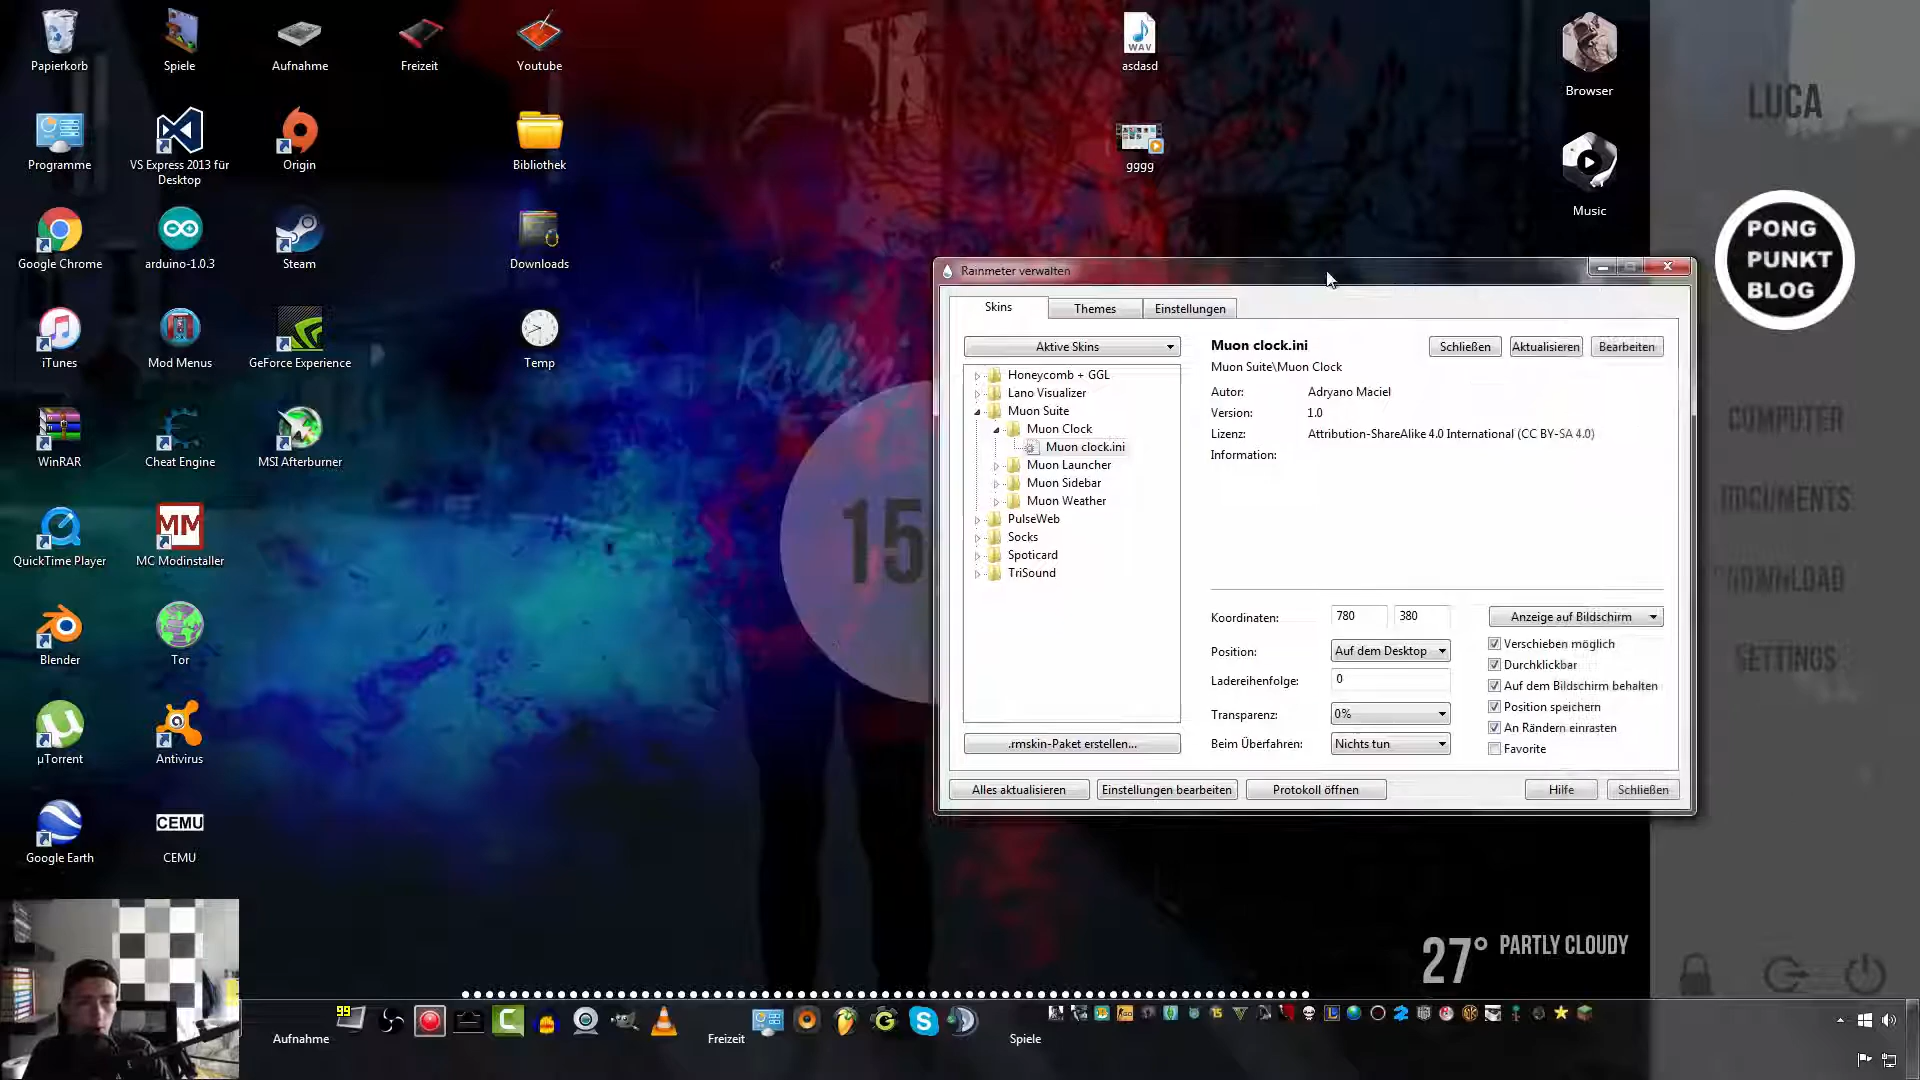 Papierkorb
Spiele
Aufnahme
Freizeit
Youtube
WAV
asdasd
Browser
Programme
VS Express 2013 für
Desktop
Origin
Bibliothek
gggg
Music
LUCA
PONG
PUNKT
BLOG
Google Chrome
arduino-1.0.3
Steam
Downloads
iTunes
Mod Menus
GeForce Experience
Temp
WinRAR
Cheat Engine
MSI Afterburner
QuickTime Player
MM
MC Modinstaller
Blender
Tor
µTorrent
Antivirus
Google Earth
CEMU
CEMU
15
Rainmeter verwalten
Skins
Themes
Einstellungen
Aktive Skins
Honeycomb + GGL
Lano Visualizer
Muon Suite
Muon Clock
Muon clock.ini
Muon Launcher
Muon Sidebar
Muon Weather
PulseWeb
Socks
Spoticard
TriSound
.rmskin-Paket erstellen...
Muon clock.ini
Schließen
Aktualisieren
Bearbeiten
Muon Suite\Muon Clock
Autor: Adryano Maciel
Version: 1.0
Lizenz: Attribution-ShareAlike 4.0 International (CC BY-SA 4.0)
Information:
Koordinaten: 780 380
Anzeige auf Bildschirm
Position: Auf dem Desktop
Ladereihenfolge: 0
Transparenz: 0%
Beim Überfahren: Nichts tun
Verschieben möglich
Durchklickbar
Auf dem Bildschirm behalten
Position speichern
An Rändern einrasten
Favorite
Alles aktualisieren
Einstellungen bearbeiten
Protokoll öffnen
Hilfe
Schließen
COMPUTER
DOCUMENTS
DOWNLOAD
SETTINGS
27° PARTLY CLOUDY
99
Aufnahme
Freizeit
Spiele